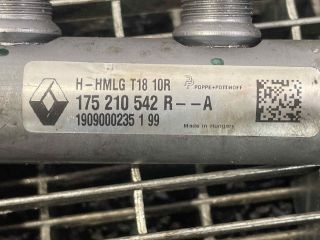 H-HMLG T18 10R
POPPE+POTTHOFF
175 210 542 R--A
1909000235 1 99
Made in Hungary